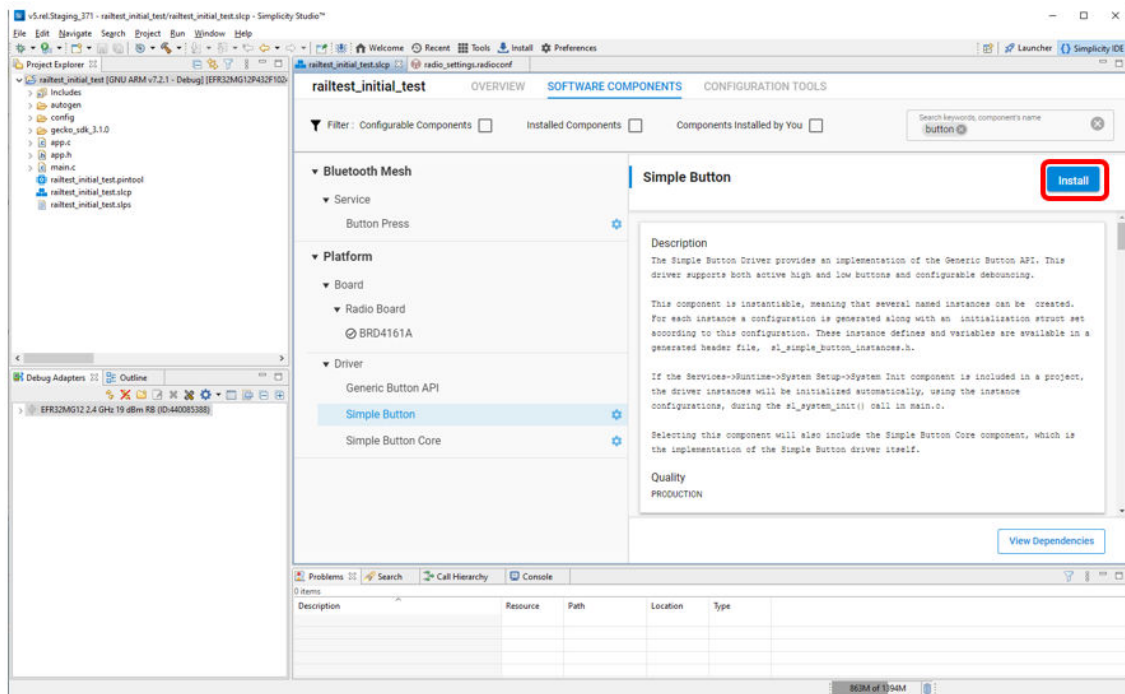 v5.rel.Staging_371 - railtest_initial_test/railtest_initial_test.slcp - Simplicity Studio™
File Edit Navigate Search Project Run Window Help
Welcome Recent Tools Install Preferences
Launcher Simplicity IDE
Project Explorer
railtest_initial_test [GNU ARM v7.2.1 - Debug] [EFR32MG12P432F1024
Includes
autogen
config
gecko_sdk_3.1.0
app.c
app.h
main.c
railtest_initial_test.pintool
railtest_initial_test.slcp
railtest_initial_test.slps
Debug Adapters Outline
EFR32MG12 2.4 GHz 19 dBm RB (ID:440085388)
railtest_initial_test.slcp radio_settings.radioconf
railtest_initial_test OVERVIEW SOFTWARE COMPONENTS CONFIGURATION TOOLS
Filter : Configurable Components Installed Components Components Installed by You
Search keywords, component's name
button
Bluetooth Mesh
Service
Button Press
Platform
Board
Radio Board
BRD4161A
Driver
Generic Button API
Simple Button
Simple Button Core
Simple Button
Install
Description
The Simple Button Driver provides an implementation of the Generic Button API. This
driver supports both active high and low buttons and configurable debouncing.
This component is instantiable, meaning that several named instances can be created.
For each instance a configuration is generated along with an initialization struct set
according to this configuration. These instance defines and variables are available in a
generated header file, sl_simple_button_instances.h.
If the Services->Runtime->System Setup->System Init component is included in a project,
the driver instances will be initialized automatically, using the instance
configurations, during the sl_system_init() call in main.c.
Selecting this component will also include the Simple Button Core component, which is
the implementation of the Simple Button driver itself.
Quality
PRODUCTION
View Dependencies
Problems Search Call Hierarchy Console
0 items
Description Resource Path Location Type
863M of 1394M